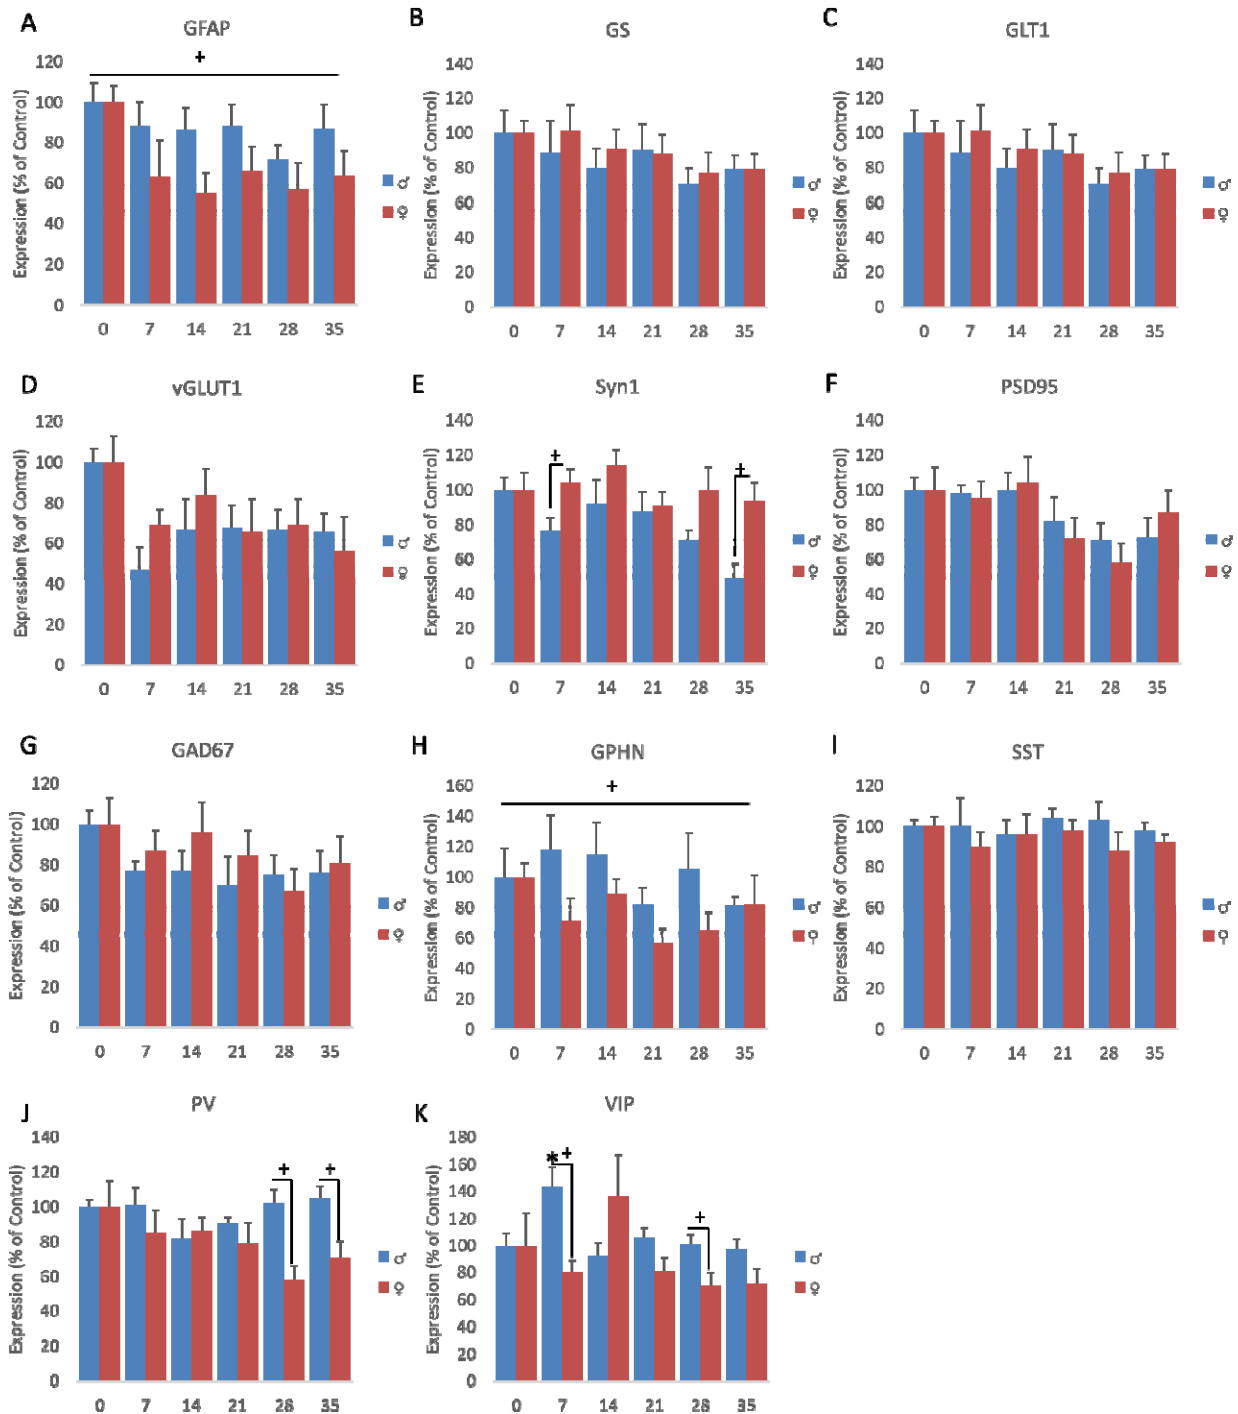 A
GFAP
+
Expression (% of Control)
120
100
80
60
40
20
0
0 7 14 21 28 35
♂
♀
B
GS
Expression (% of Control)
140
120
100
80
60
40
20
0
0 7 14 21 28 35
♂
♀
C
GLT1
Expression (% of Control)
140
120
100
80
60
40
20
0
0 7 14 21 28 35
♂
♀
D
vGLUT1
Expression (% of Control)
120
100
80
60
40
20
0
0 7 14 21 28 35
♂
♀
E
Syn1
Expression (% of Control)
140
120
100
80
60
40
20
0
+
+
0 7 14 21 28 35
♂
♀
F
PSD95
Expression (% of Control)
140
120
100
80
60
40
20
0
0 7 14 21 28 35
♂
♀
G
GAD67
Expression (% of Control)
120
100
80
60
40
20
0
0 7 14 21 28 35
♂
♀
H
GPHN
+
Expression (% of Control)
160
140
120
100
80
60
40
20
0
0 7 14 21 28 35
♂
♀
I
SST
Expression (% of Control)
120
100
80
60
40
20
0
0 7 14 21 28 35
♂
♀
J
PV
Expression (% of Control)
140
120
100
80
60
40
20
0
+
+
0 7 14 21 28 35
♂
♀
K
VIP
Expression (% of Control)
180
160
140
120
100
80
60
40
20
0
*+
+
0 7 14 21 28 35
♂
♀